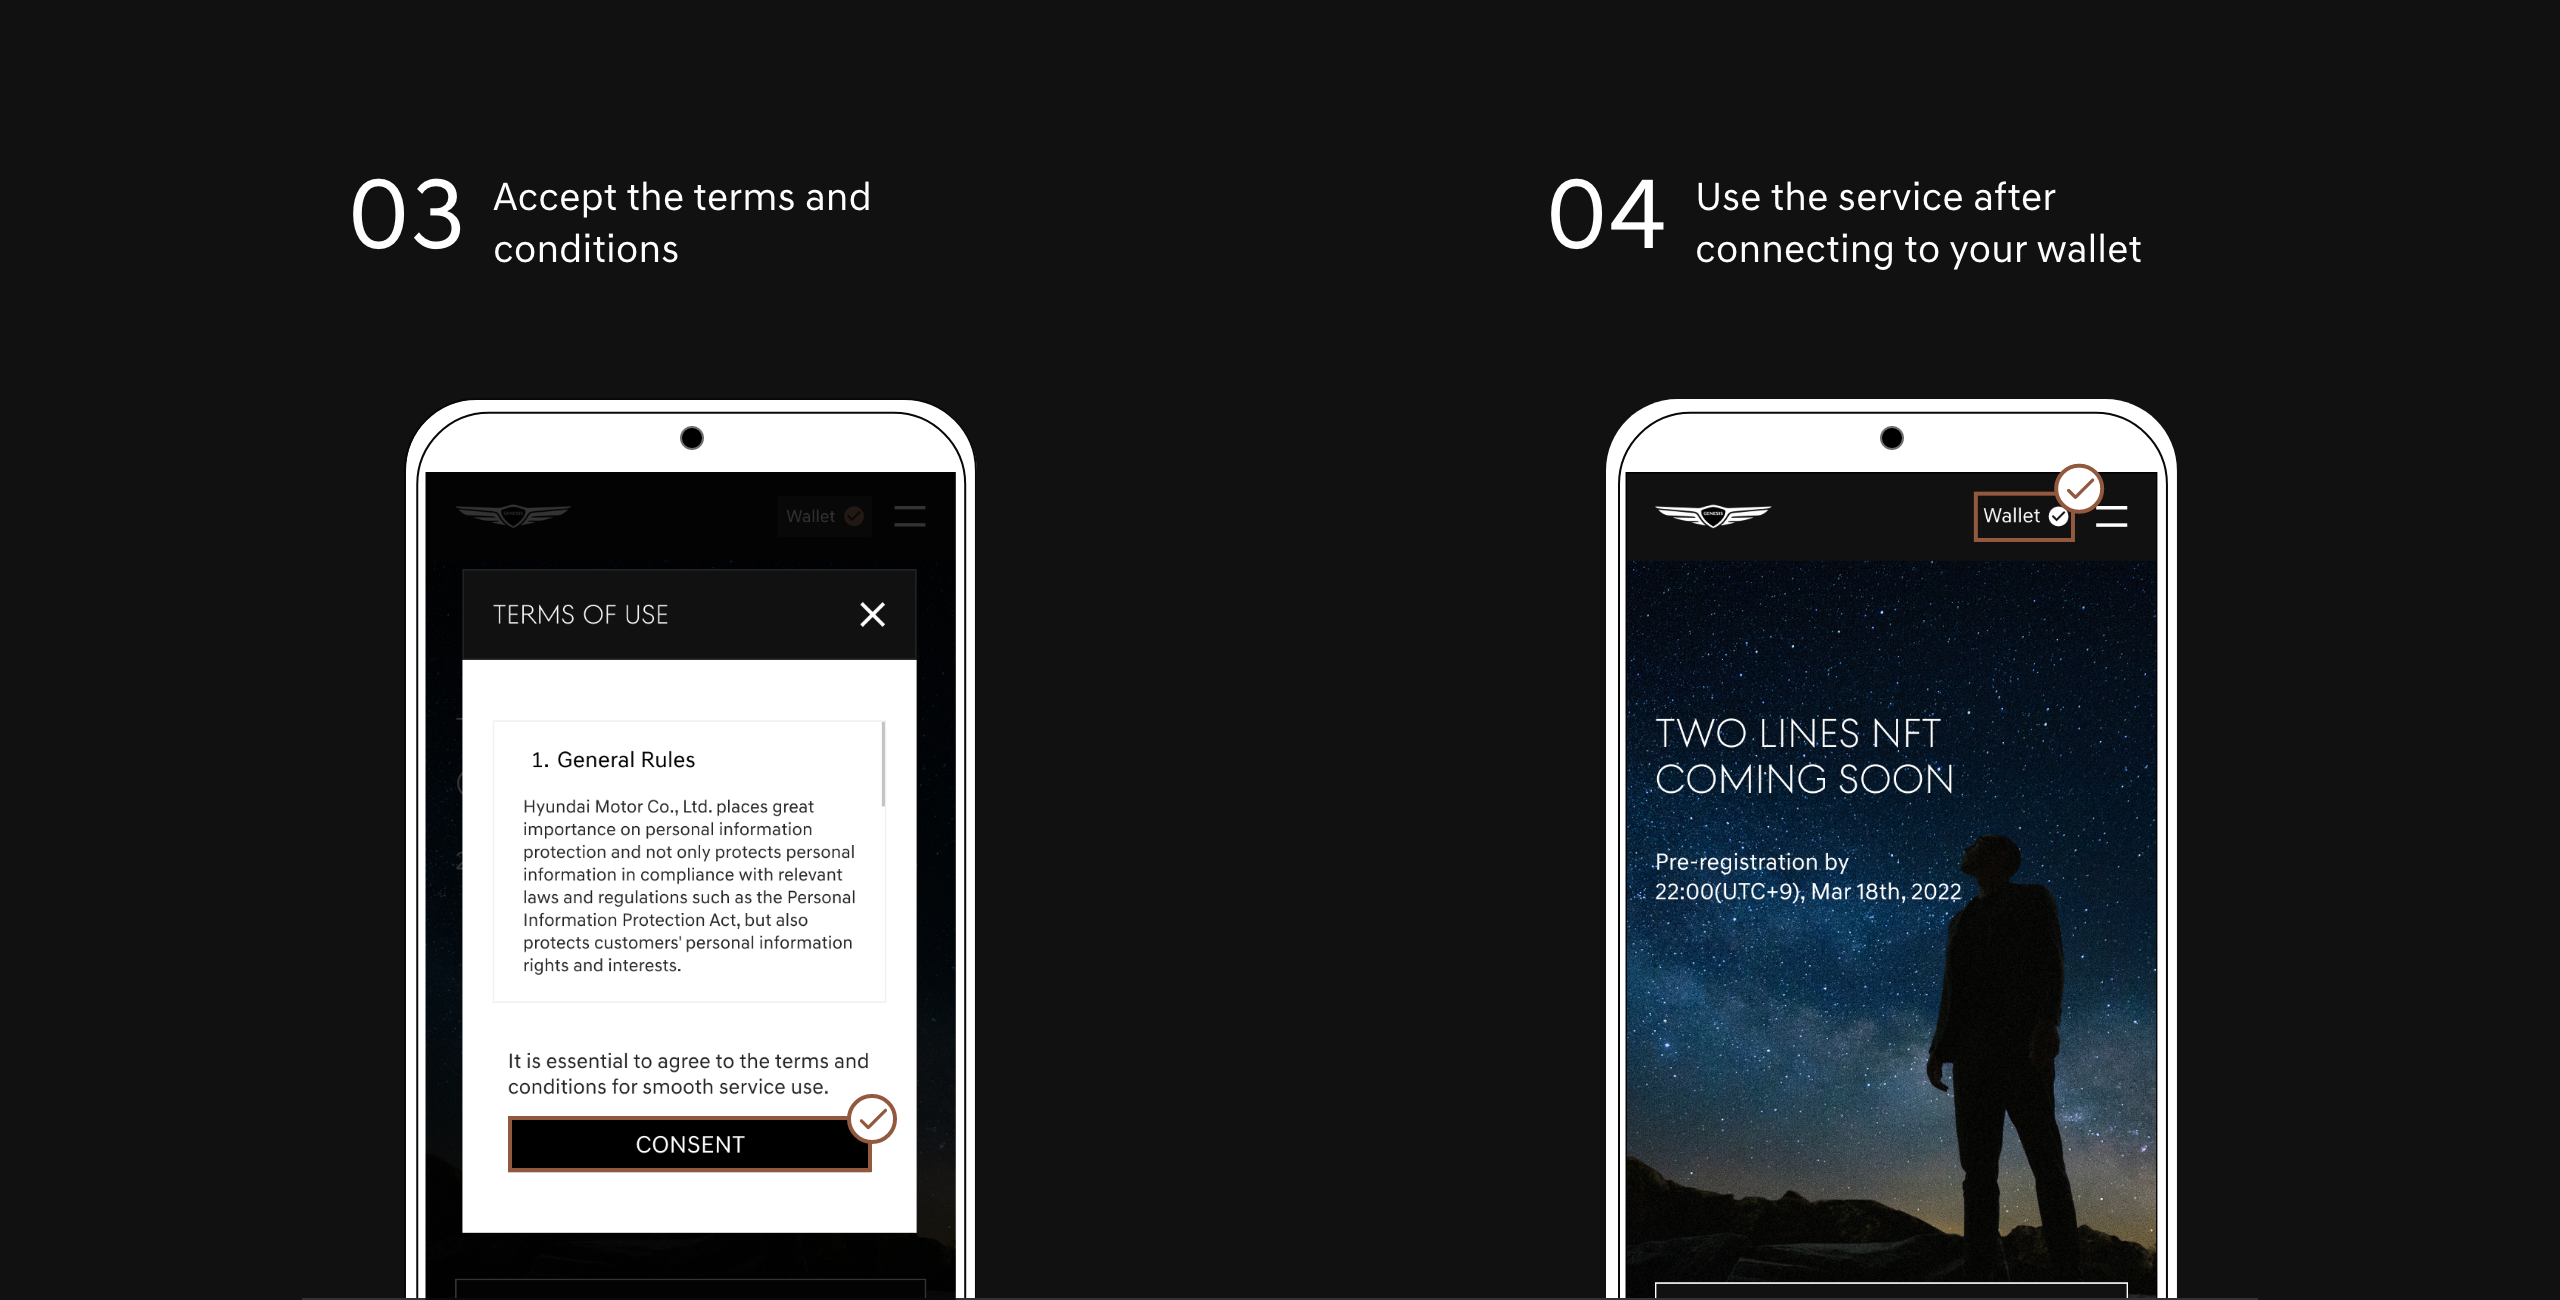 03
Accept the terms and
conditions
Wallet
TERMS OF USE
1. General Rules
Hyundai Motor Co., Ltd. places great
importance on personal information
protection and not only protects personal
information in compliance with relevant
laws and regulations such as the Personal
Information Protection Act, but also
protects customers' personal information
rights and interests.
It is essential to agree to the terms and
conditions for smooth service use.
CONSENT
04
Use the service after
connecting to your wallet
GENESIS
Wallet
TWO LINES NFT
COMING SOON
Pre-registration by
22:00(UTC+9), Mar 18th, 2022